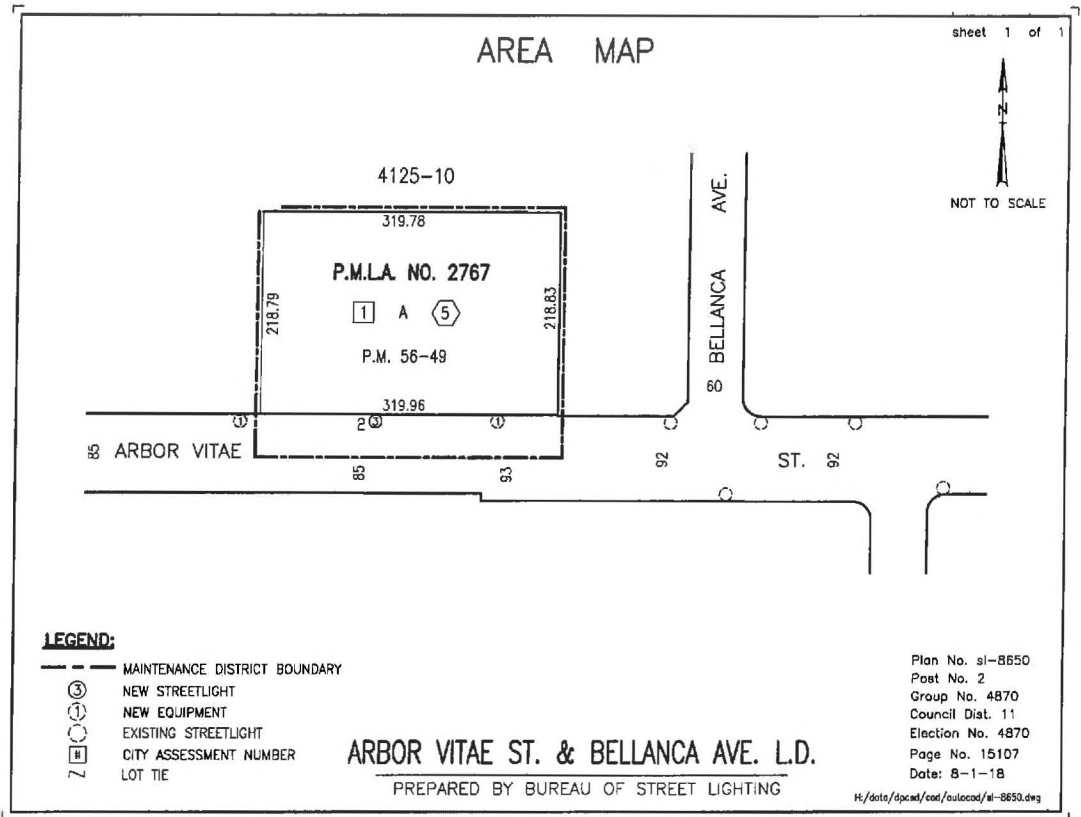 sheet 1 of 1
AREA MAP
N
NOT TO SCALE
4125-10
319.78
P.M.L.A. NO. 2767
1 A 5
P.M. 56-49
218.79
218.83
319.96
60 BELLANCA AVE.
1
2 3
1
85 ARBOR VITAE
85
93
92
ST. 92
LEGEND:
MAINTENANCE DISTRICT BOUNDARY
3 NEW STREETLIGHT
1 NEW EQUIPMENT
EXISTING STREETLIGHT
# CITY ASSESSMENT NUMBER
LOT TIE
ARBOR VITAE ST. & BELLANCA AVE. L.D.
PREPARED BY BUREAU OF STREET LIGHTING
Plan No. sl-8650
Post No. 2
Group No. 4870
Council Dist. 11
Election No. 4870
Page No. 15107
Date: 8-1-18
H:/data/dpcad/cad/autocad/sl-8650.dwg